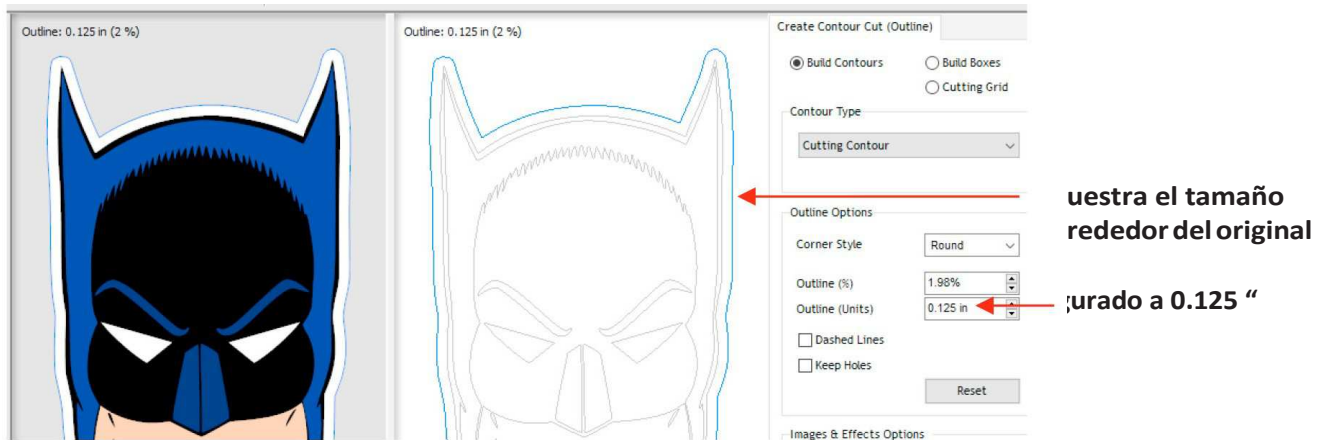 Outline: 0.125 in (2 %)
Outline: 0.125 in (2 %)
Create Contour Cut (Outline)
Build Contours
Build Boxes
Cutting Grid
Contour Type
Cutting Contour
Outline Options
Corner Style
Round
Outline (%)
1.98%
Outline (Units)
0.125 in
Dashed Lines
Keep Holes
Reset
Images & Effects Options
uestra el tamaño
rededor del original
gurado a 0.125 “